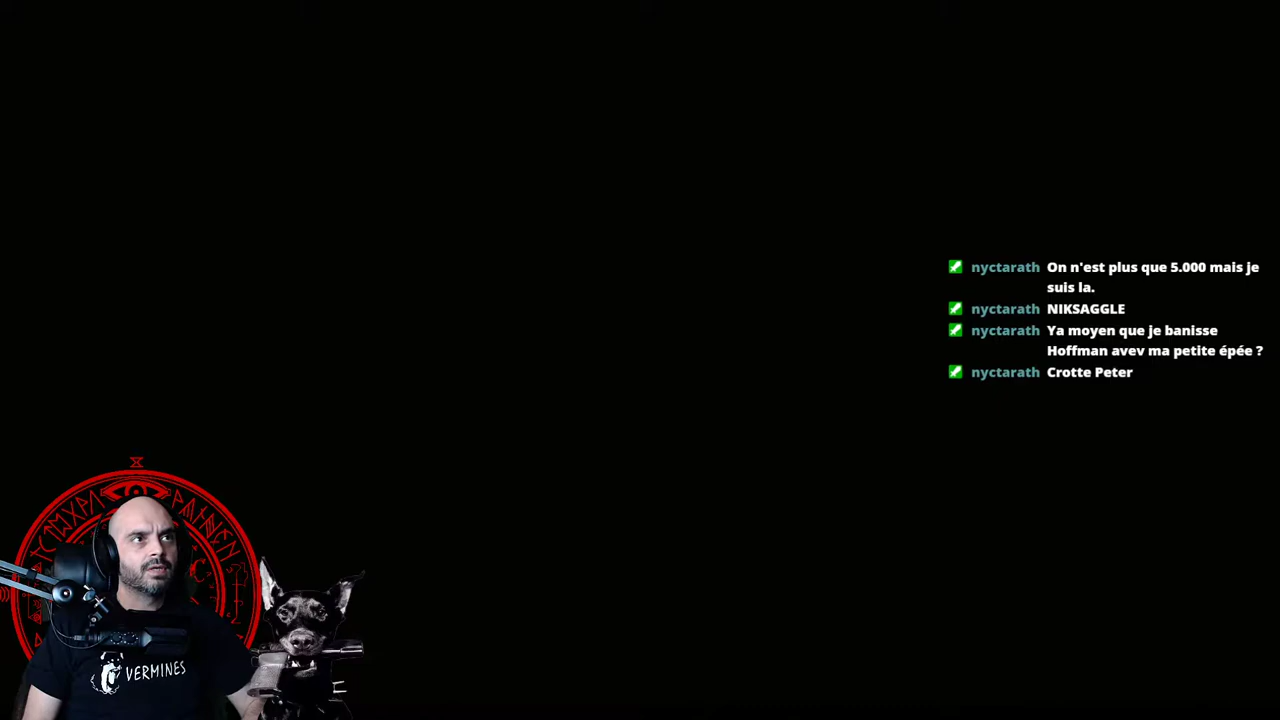 nyctarath On n'est plus que 5.000 mais je
suis la.
nyctarath NIKSAGGLE
nyctarath Ya moyen que je banisse
Hoffman avev ma petite épée ?
nyctarath Crotte Peter
VERMINES